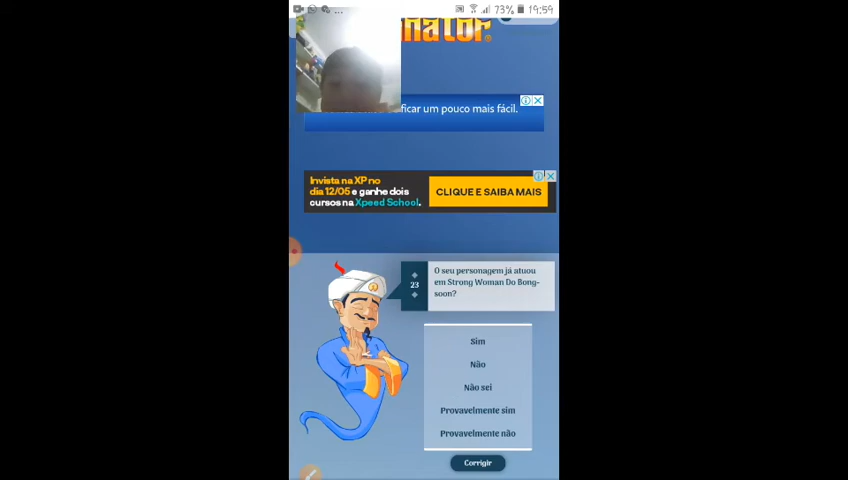 73% 19:59
nator
ficar um pouco mais fácil.
Invista na XP no
dia 12/05 e ganhe dois
cursos na Xpeed School.
CLIQUE E SAIBA MAIS
23
O seu personagem já atuou
em Strong Woman Do Bong-
soon?
Sim
Não
Não sei
Provavelmente sim
Provavelmente não
Corrigir